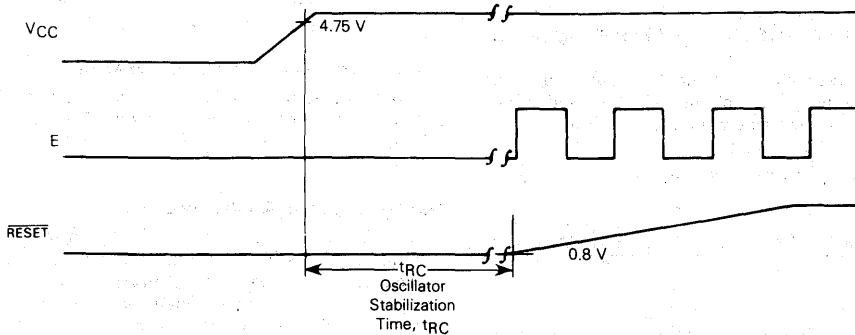 VCC
4.75 V
E
RESET
0.8 V
tRC
Oscillator
Stabilization
Time, tRC